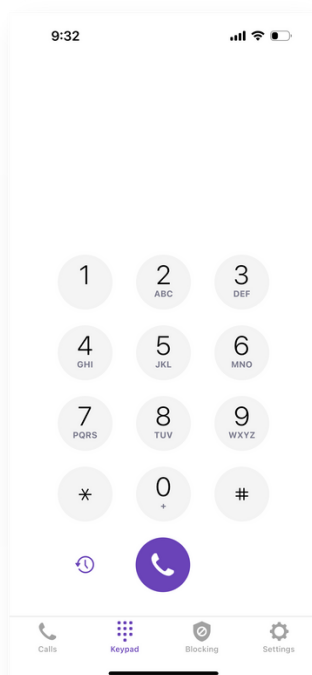 9:32
1 2 3
ABC DEF
4 5 6
GHI JKL MNO
7 8 9
PQRS TUV WXYZ
* 0 #
+
Calls Keypad Blocking Settings